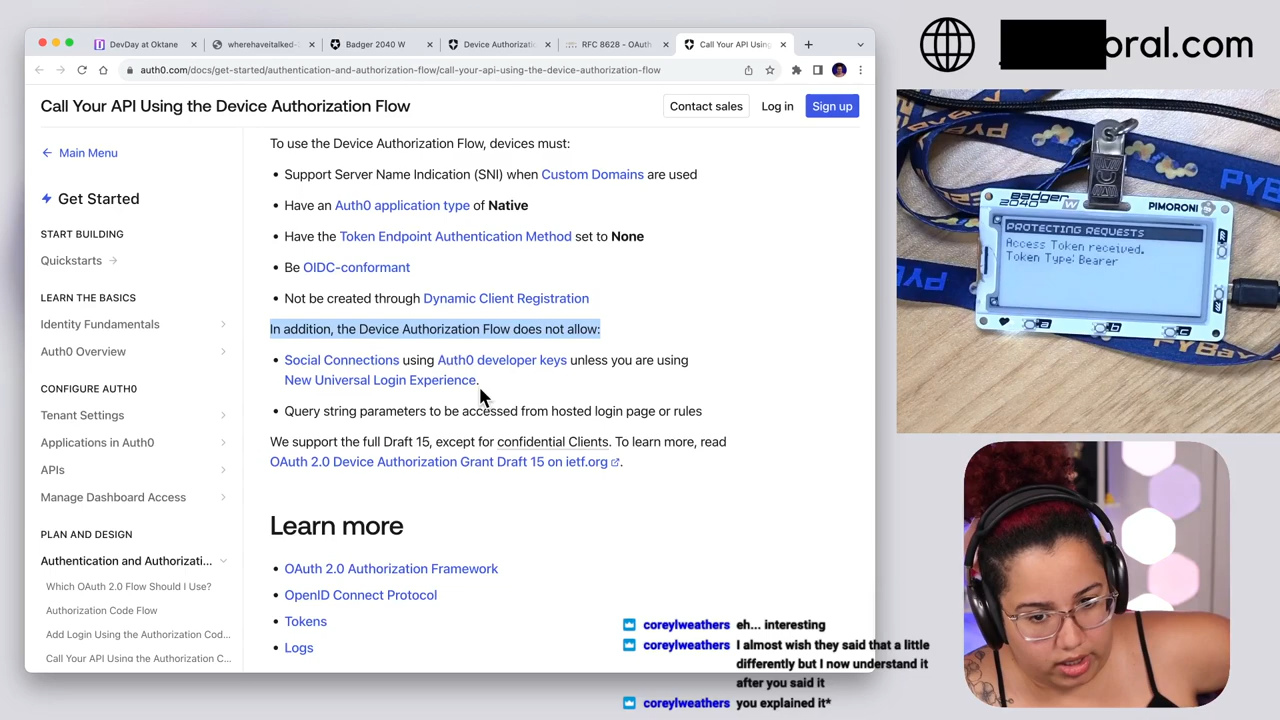 DevDay at Oktane
wherehaveitalked-
Badger 2040 W
Device Authorizatio
RFC 8628 - OAuth
Call Your API Using
auth0.com/docs/get-started/authentication-and-authorization-flow/call-your-api-using-the-device-authorization-flow
Call Your API Using the Device Authorization Flow
Contact sales
Log in
Sign up
Main Menu
Get Started
START BUILDING
Quickstarts
LEARN THE BASICS
Identity Fundamentals
Auth0 Overview
CONFIGURE AUTH0
Tenant Settings
Applications in Auth0
APIs
Manage Dashboard Access
PLAN AND DESIGN
Authentication and Authorizati...
Which OAuth 2.0 Flow Should I Use?
Authorization Code Flow
Add Login Using the Authorization Cod...
Call Your API Using the Authorization C...
To use the Device Authorization Flow, devices must:
• Support Server Name Indication (SNI) when Custom Domains are used
• Have Auth0 application type of Native
• Have the Token Endpoint Authentication Method set to None
• Be OIDC-conformant
• Not be created through Dynamic Client Registration
In addition, the Device Authorization Flow does not allow:
• Social Connections using Auth0 developer keys unless you are using
New Universal Login Experience.
• Query string parameters to be accessed from hosted login page or rules
We support the full Draft 15, except for confidential Clients. To learn more, read
OAuth 2.0 Device Authorization Grant Draft 15 on ietf.org.
Learn more
• OAuth 2.0 Authorization Framework
• OpenID Connect Protocol
• Tokens
• Logs
coreylweathers eh... interesting
coreylweathers I almost wish they said that a little
differently but I now understand it
after you said it
coreylweathers you explained it*
oral.com
PyBay
PYBAY
badger
2040 W
PIMORONI
PROTECTING REQUESTS
Access Token received.
Token Type: Bearer
a
b
c